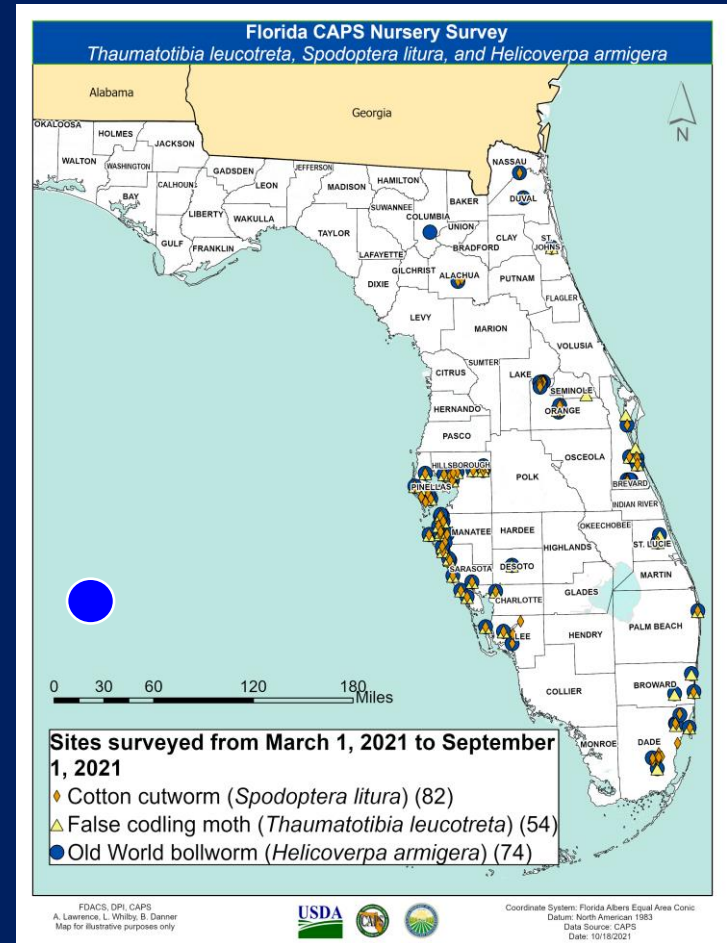 Florida CAPS Nursery Survey
Thaumatotibia leucotreta, Spodoptera litura, and Helicoverpa armigera
Alabama
Georgia
N
OKALOOSA
HOLMES
JACKSON
WALTON
WASHINGTON
BAY
CALHOUN
GADSDEN
LIBERTY
GULF
FRANKLIN
LEON
WAKULLA
JEFFERSON
MADISON
TAYLOR
HAMILTON
SUWANNEE
LAFAYETTE
DIXIE
COLUMBIA
GILCHRIST
BAKER
UNION
BRADFORD
ALACHUA
LEVY
NASSAU
DUVAL
CLAY
ST.
JOHNS
PUTNAM
FLAGLER
MARION
VOLUSIA
CITRUS
SUMTER
LAKE
SEMINOLE
ORANGE
HERNANDO
PASCO
HILLSBOROUGH
PINELLAS
POLK
OSCEOLA
BREVARD
INDIAN RIVER
MANATEE
HARDEE
HIGHLANDS
OKEECHOBEE
ST. LUCIE
SARASOTA
DESOTO
MARTIN
CHARLOTTE
GLADES
PALM BEACH
LEE
HENDRY
COLLIER
BROWARD
MONROE
DADE
0 30 60 120 180
Miles
Sites surveyed from March 1, 2021 to September
1, 2021
Cotton cutworm (Spodoptera litura) (82)
False codling moth (Thaumatotibia leucotreta) (54)
Old World bollworm (Helicoverpa armigera) (74)
FDACS, DPI, CAPS
A. Lawrence, L. Whilby, B. Danner
Map for illustrative purposes only
USDA
CAPS
Coordinate System: Florida Albers Equal Area Conic
Datum: North American 1983
Data Source: CAPS
Date: 10/18/2021